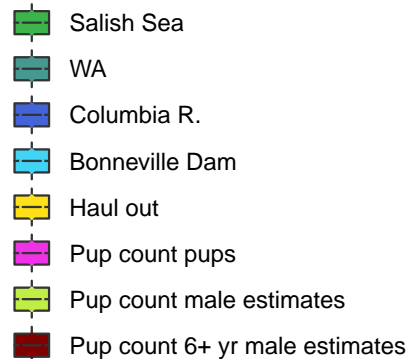 Salish Sea
WA
Columbia R.
Bonneville Dam
Haul out
Pup count pups
Pup count male estimates
Pup count 6+ yr male estimates